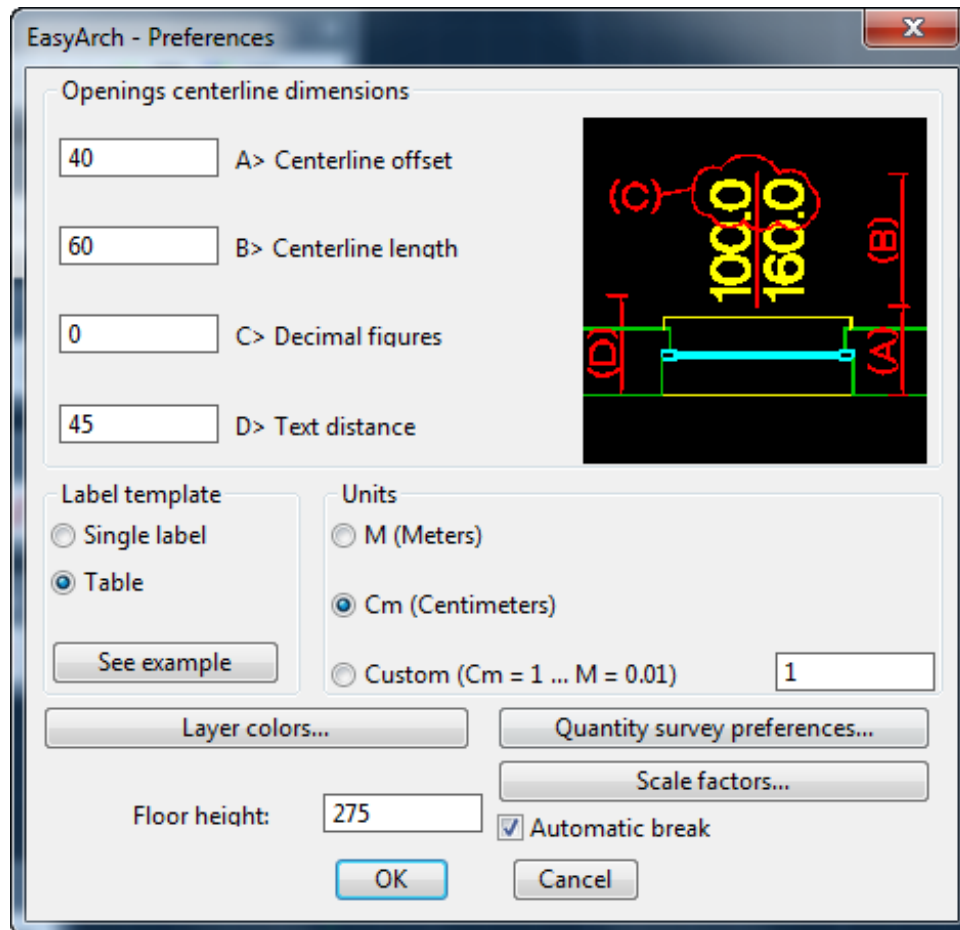 EasyArch - Preferences
Openings centerline dimensions
40 A> Centerline offset
60 B> Centerline length
0 C> Decimal figures
45 D> Text distance
(C)
100.0
160.0
(B)
(D)
(A)
Label template
Single label
Table
See example
Units
M (Meters)
Cm (Centimeters)
Custom (Cm = 1 ... M = 0.01) 1
Layer colors...
Quantity survey preferences...
Scale factors...
Floor height: 275
Automatic break
OK
Cancel